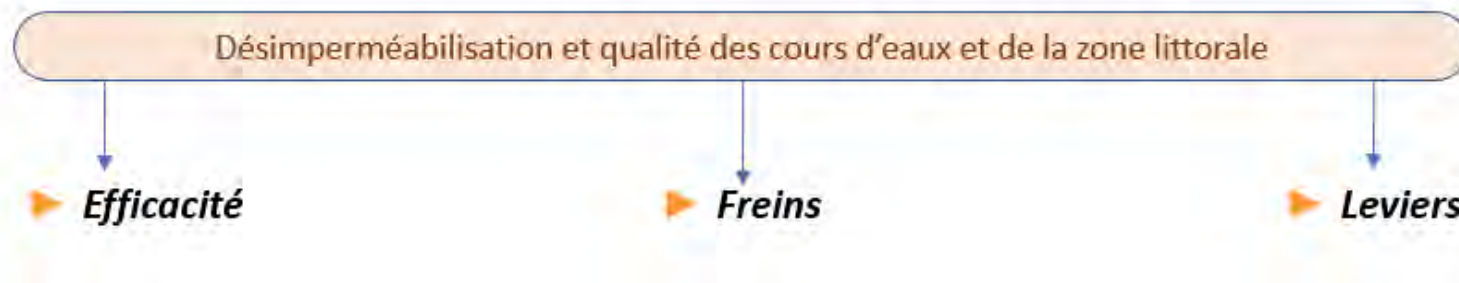 Désimperméabilisation et qualité des cours d'eaux et de la zone littorale
Efficacité
Freins
Leviers